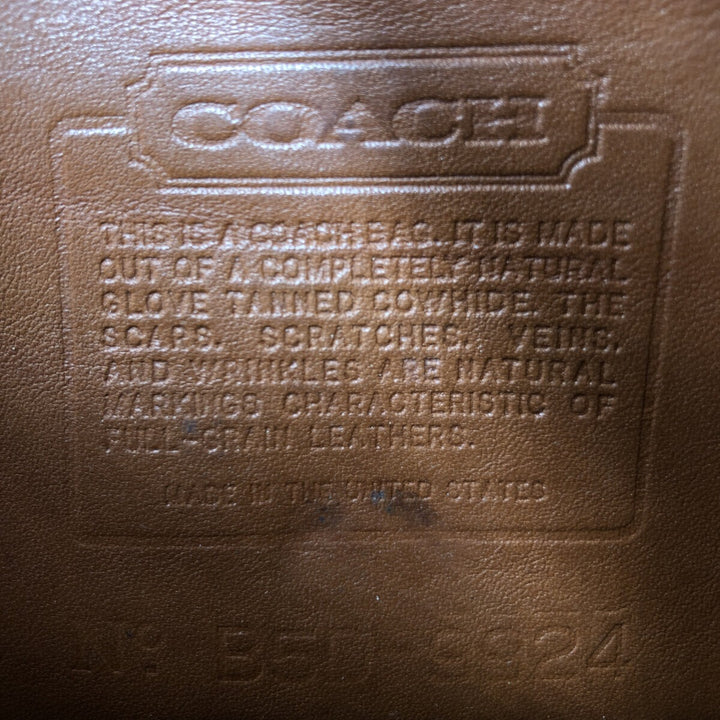 COACH
THIS IS A COACH BAG. IT IS MADE
OUT OF A COMPLETELY NATURAL
GLOVE TANNED COWHIDE. THE
SCARS, SCRATCHES, VEINS,
AND WRINKLES ARE NATURAL
MARKINGS CHARACTERISTIC OF
FULL-GRAIN LEATHERS.
MADE IN THE UNITED STATES
Nº